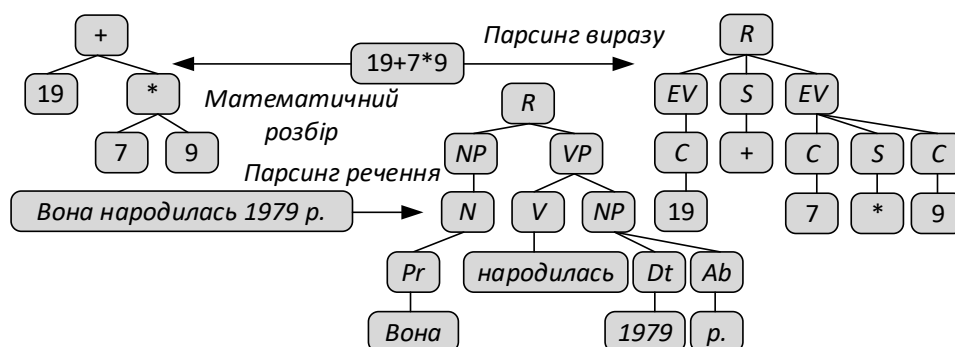 +
19+7*9
Парсинг виразу
R
19
*
Математичний
розбір
R
EV
S
EV
7
9
NP
VP
C
+
C
S
C
Парсинг речення
Вона народилась 1979 р.
N
V
NP
19
7
*
9
Pr
народилась
Dt
Ab
Вона
1979
р.